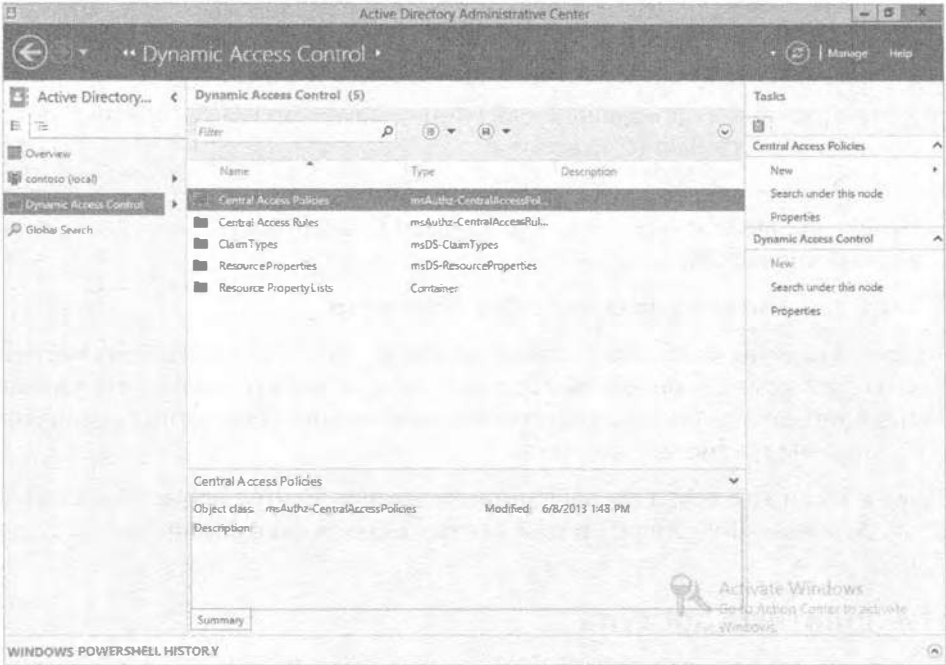 Active Directory Administrative Center
Dynamic Access Control
Manage Help
Active Directory...
Overview
contoso (local)
Dynamic Access Control
Global Search
Dynamic Access Control (5)
Filter
Name Type Description
Central Access Policies msAuthz-CentralAccessPol...
Central Access Rules msAuthz-CentralAccessRul...
Claim Types msDS-ClaimTypes
Resource Properties msDS-ResourceProperties
Resource Property Lists Container
Central Access Policies
Object class: msAuthz-CentralAccessPolicies Modified: 6/8/2013 1:48 PM
Description:
Summary
Tasks
Central Access Policies
New
Search under this node
Properties
Dynamic Access Control
New
Search under this node
Properties
Activate Windows
Go to Action Center to activate
Windows.
WINDOWS POWERSHELL HISTORY